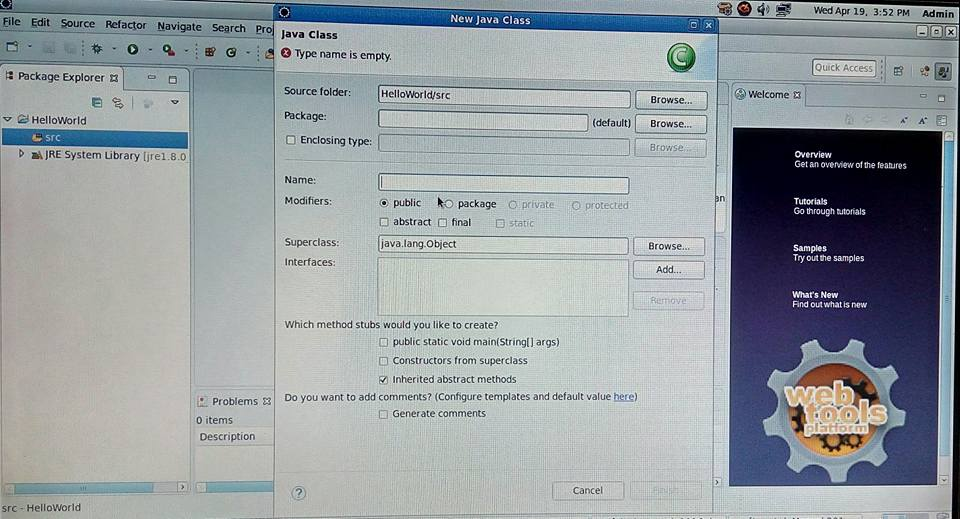 New Java Class
Wed Apr 19, 3:52 PM Admin
File Edit Source Refactor Navigate Search
Java Class
Type name is empty.
Quick Access
Package Explorer
HelloWorld
src
JRE System Library [jre1.8.0
Source folder: HelloWorld/src Browse...
Package: (default) Browse...
Enclosing type: Browse...
Name:
Modifiers: public package private protected
abstract final static
Superclass: java.lang.Object Browse...
Interfaces: Add...
Remove
Which method stubs would you like to create?
public static void main(String[] args)
Constructors from superclass
Inherited abstract methods
Do you want to add comments? (Configure templates and default value here)
Generate comments
Cancel Finish
Problems
0 items
Description
Welcome
Overview
Get an overview of the features
Tutorials
Go through tutorials
Samples
Try out the samples
What's New
Find out what is new
web
tools
platform
src - HelloWorld